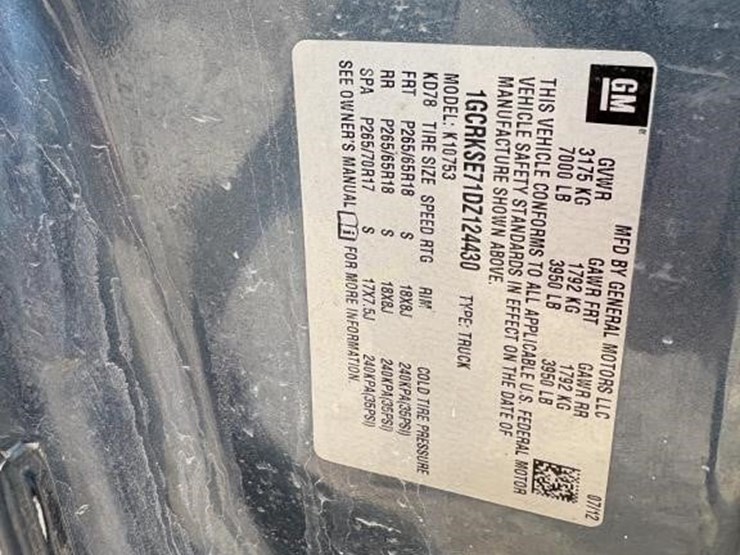 GM
MFD BY GENERAL MOTORS LLC 07/12
GVWR GAWR FRT GAWR RR
3175 KG 1792 KG 1792 KG
7000 LB 3950 LB 3950 LB
THIS VEHICLE CONFORMS TO ALL APPLICABLE U.S. FEDERAL MOTOR
VEHICLE SAFETY STANDARDS IN EFFECT ON THE DATE OF
MANUFACTURE SHOWN ABOVE.
1GCRKSE71DZ124430 TYPE: TRUCK
MODEL: K10753
KD78 TIRE SIZE SPEED RTG RIM COLD TIRE PRESSURE
FRT P265/65R18 S 18X8J 240KPA(35PSI)
RR P265/65R18 S 18X8J 240KPA(35PSI)
SPA P265/70R17 S 17X7.5J 240KPA(35PSI)
SEE OWNER'S MANUAL FOR MORE INFORMATION.